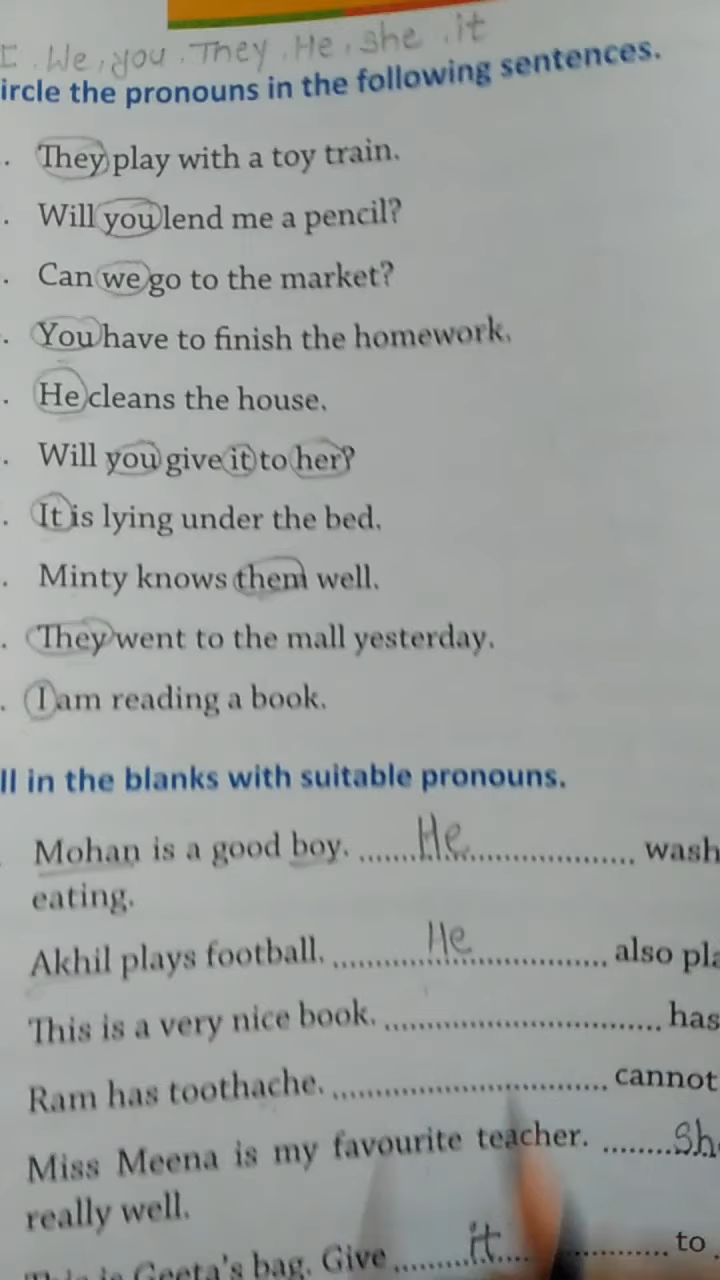 I . We , you . They . He , she . it
ircle the pronouns in the following sentences.
. They play with a toy train.
. Will you lend me a pencil?
. Can we go to the market?
. You have to finish the homework.
. He cleans the house.
. Will you give it to her?
. It is lying under the bed.
. Minty knows them well.
. They went to the mall yesterday.
. I am reading a book.
ll in the blanks with suitable pronouns.
Mohan is a good boy. ........He........................ wash
eating.
Akhil plays football. ............He.................. also pla
This is a very nice book. .................................. has
Ram has toothache. .................................. cannot
Miss Meena is my favourite teacher. ........Sh
really well.
is Geeta's bag. Give ..........it.................. to